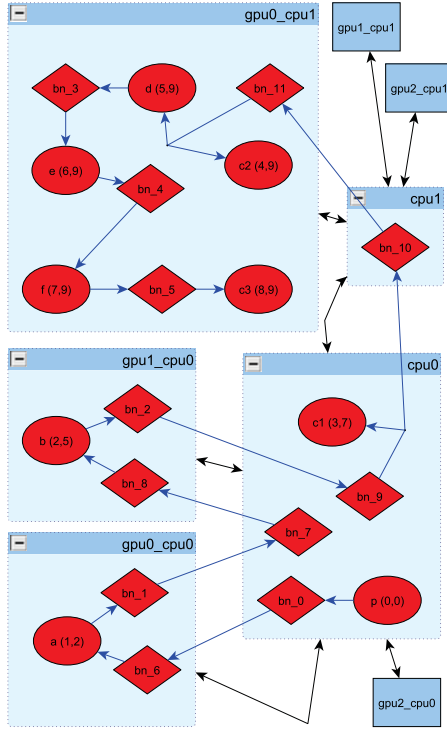 gpu0_cpu1
gpu1_cpu1
gpu2_cpu1
bn_3
d (5,9)
bn_11
e (6,9)
bn_4
c2 (4,9)
f (7,9)
bn_5
c3 (8,9)
cpu1
bn_10
gpu1_cpu0
bn_2
b (2,5)
bn_8
cpu0
c1 (3,7)
bn_9
bn_7
bn_0
p (0,0)
gpu0_cpu0
bn_1
a (1,2)
bn_6
gpu2_cpu0